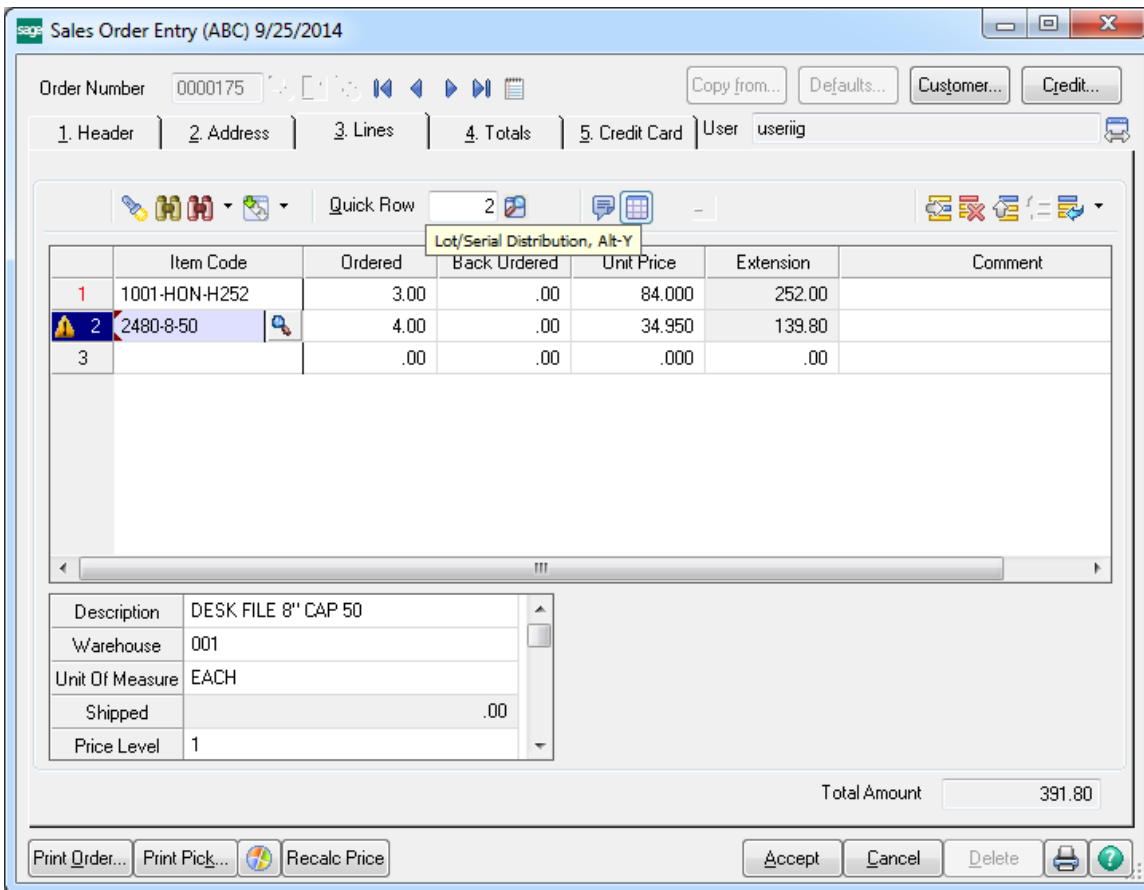 sage Sales Order Entry (ABC) 9/25/2014
Order Number 0000175 Copy from... Defaults... Customer... Credit...
1. Header 2. Address 3. Lines 4. Totals 5. Credit Card User useriig
Quick Row 2
Lot/Serial Distribution, Alt-Y
Item Code Ordered Back Ordered Unit Price Extension Comment
1 1001-HON-H252 3.00 .00 84.000 252.00
2 2480-8-50 4.00 .00 34.950 139.80
3 .00 .00 .000 .00
Description DESK FILE 8" CAP 50
Warehouse 001
Unit Of Measure EACH
Shipped .00
Price Level 1
Total Amount 391.80
Print Order... Print Pick... Recalc Price Accept Cancel Delete